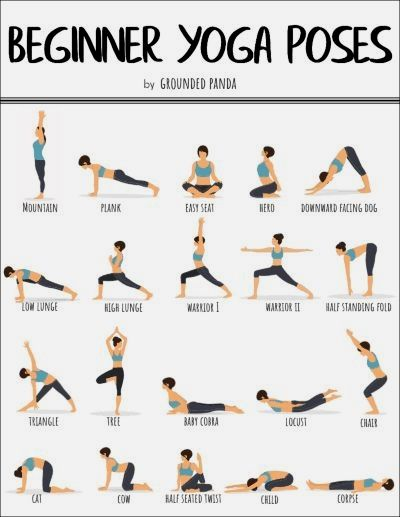 BEGINNER YOGA POSES
by GROUNDED PANDA
MOUNTAIN PLANK EASY SEAT HERO DOWNWARD FACING DOG
LOW LUNGE HIGH LUNGE WARRIOR I WARRIOR II HALF STANDING FOLD
TRIANGLE TREE BABY COBRA LOCUST CHAIR
CAT COW HALF SEATED TWIST CHILD CORPSE